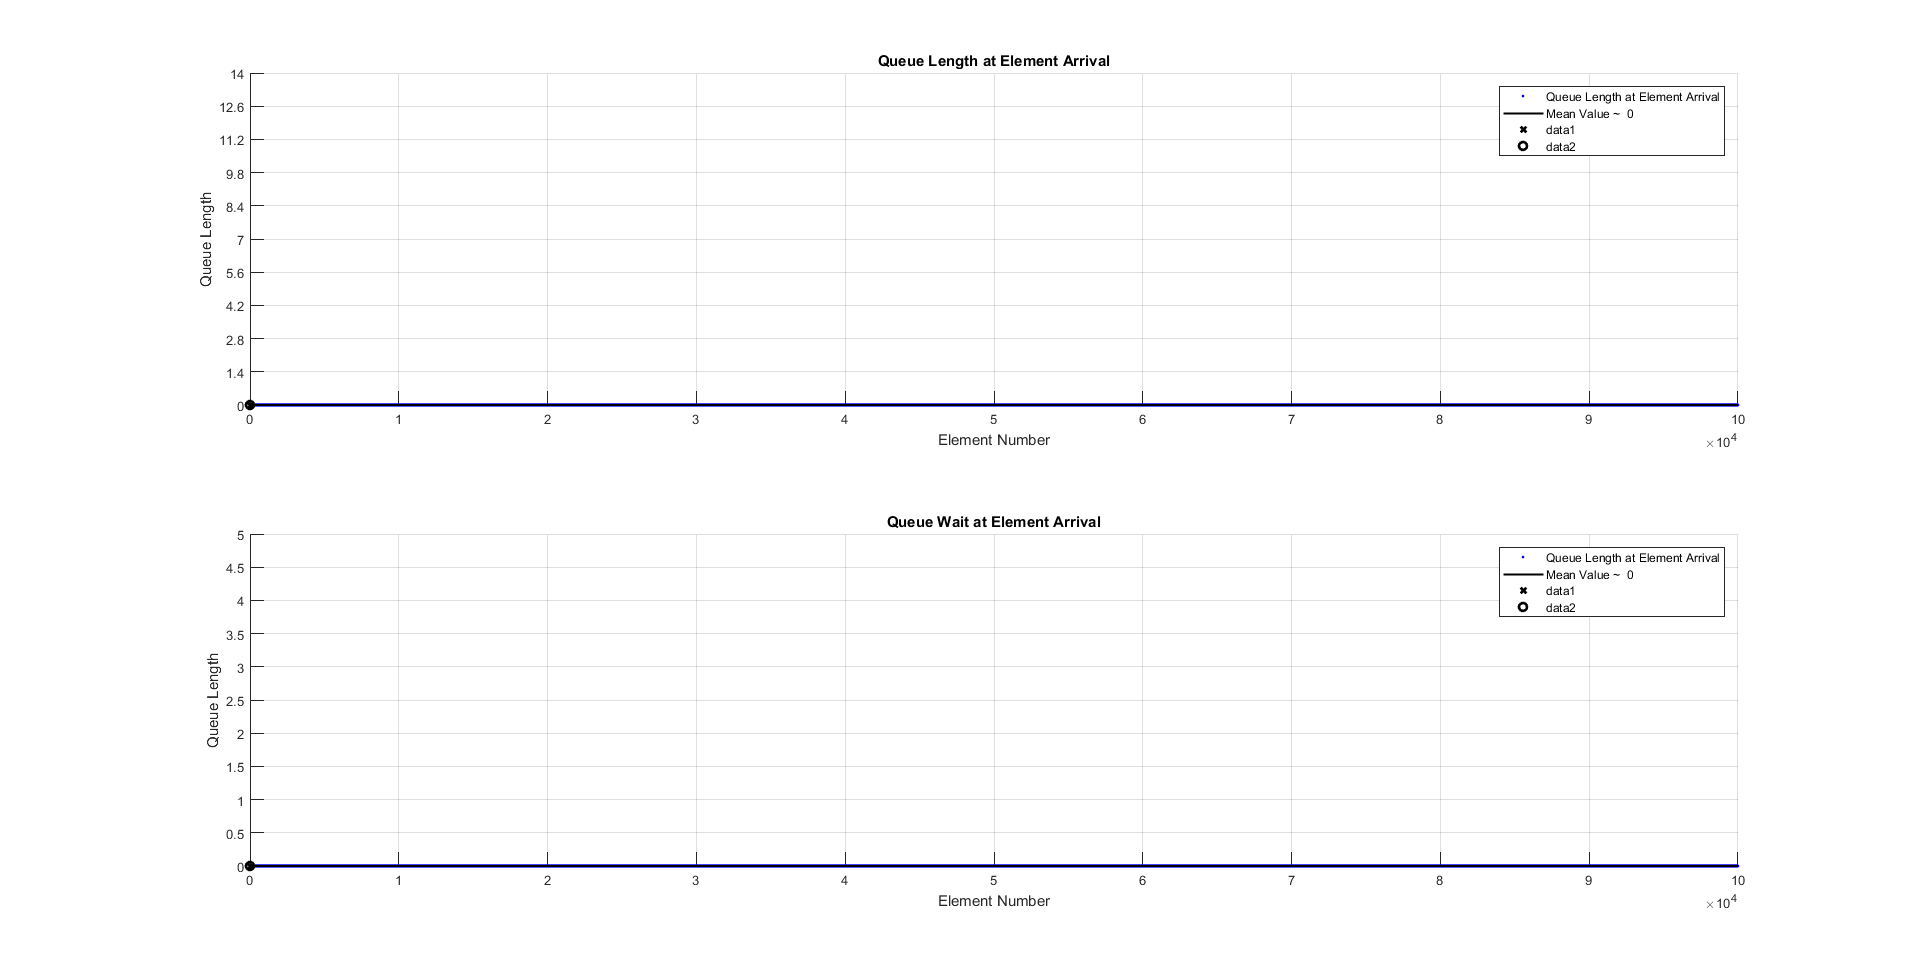 Queue Length at Element Arrival
14
12.6
11.2
9.8
8.4
7
5.6
4.2
2.8
1.4
0
Queue Length
Queue Length at Element Arrival
Mean Value ~ 0
data1
data2
0 1 2 3 4 5 6 7 8 9 10
Element Number
×10^4
Queue Wait at Element Arrival
5
4.5
4
3.5
3
2.5
2
1.5
1
0.5
0
Queue Length
Queue Length at Element Arrival
Mean Value ~ 0
data1
data2
0 1 2 3 4 5 6 7 8 9 10
Element Number
×10^4